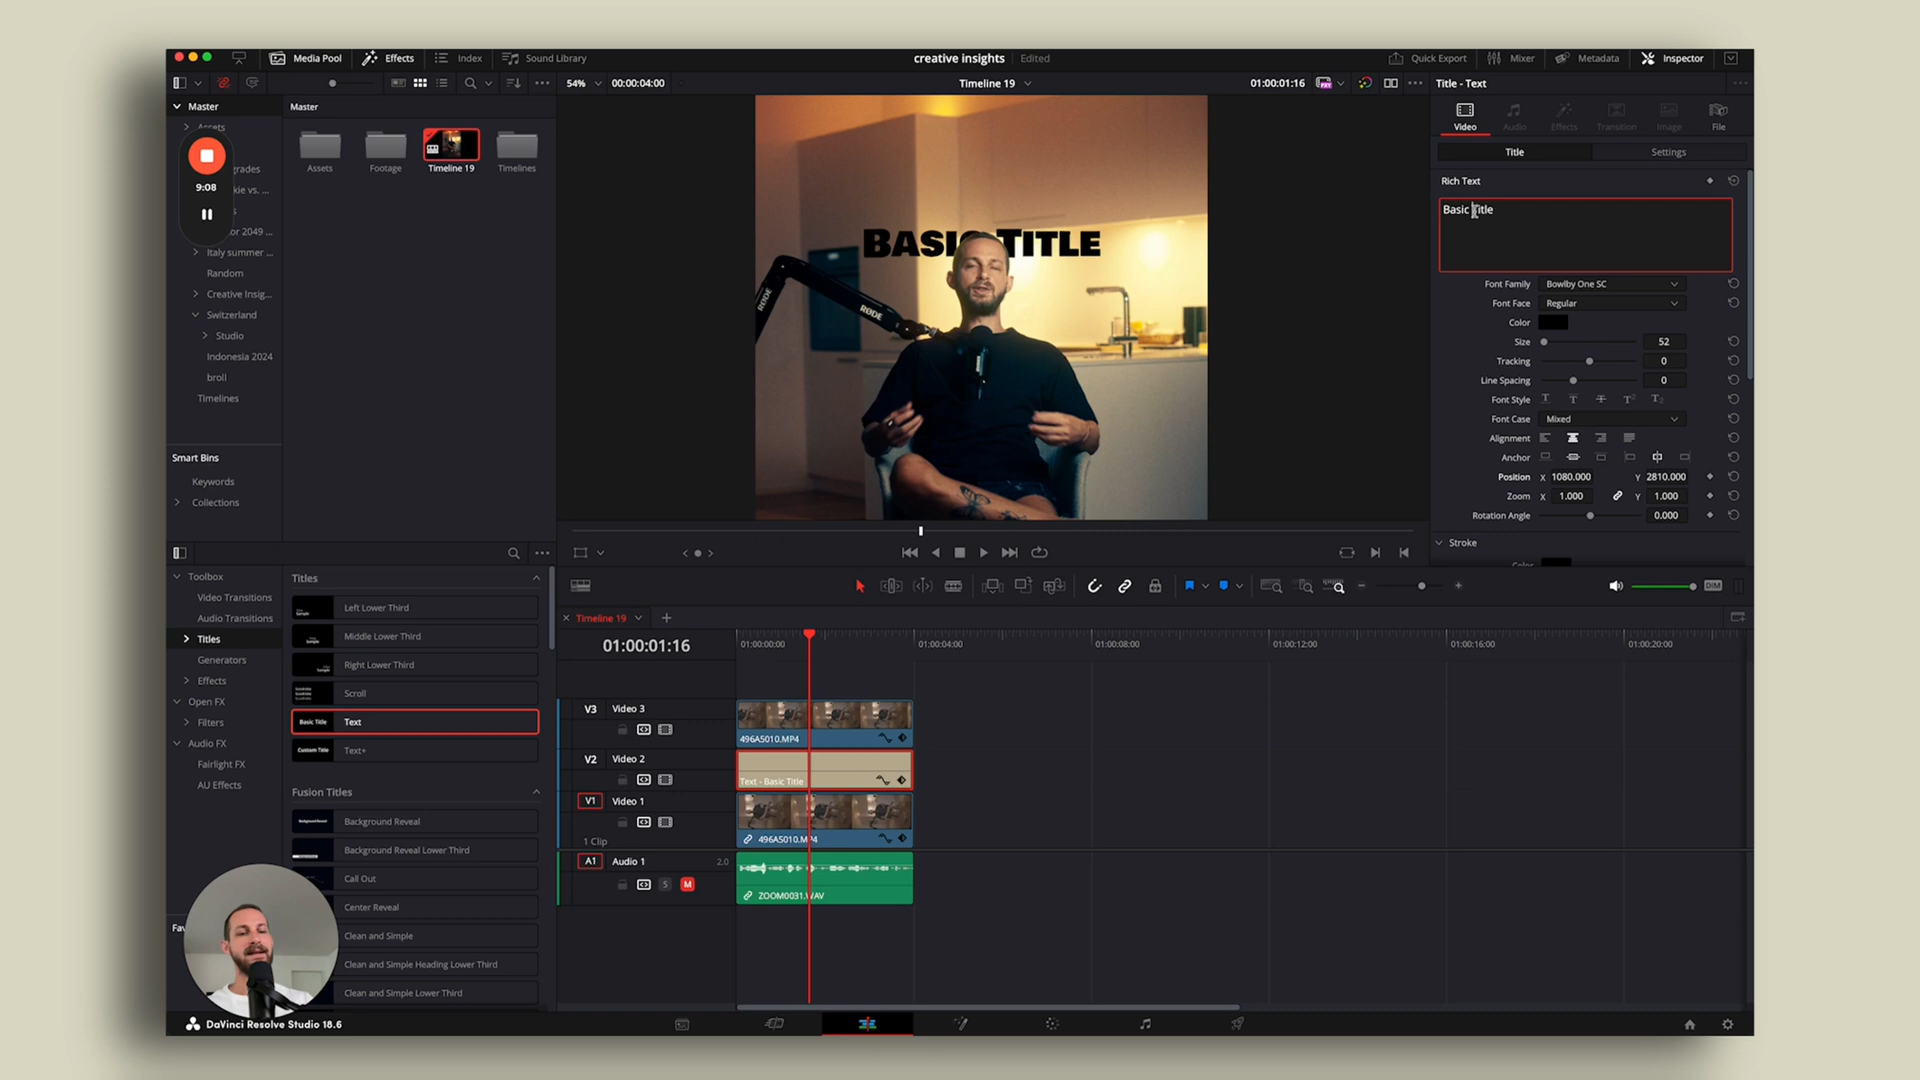 Media Pool
Effects
Index
Sound Library
creative insights
Edited
Quick Export
Mixer
Metadata
Inspector
54%
00:00:04:00
Timeline 19
01:00:01:16
Title - Text
Master
Assets
grades
kie vs. ...
or 2049 ...
Italy summer ...
Random
Creative Insig...
Switzerland
Studio
Indonesia 2024
broll
Timelines
9:08
Smart Bins
Keywords
Collections
Master
Assets
Footage
Timeline 19
Timelines
BASIC TITLE
RØDE
RØDE
Video
Audio
Effects
Transition
Image
File
Title
Settings
Rich Text
Basic Title
Font Family
Bowlby One SC
Font Face
Regular
Color
Size
52
Tracking
0
Line Spacing
0
Font Style
Font Case
Mixed
Alignment
Anchor
Position X 1080.000 Y 2810.000
Zoom X 1.000 Y 1.000
Rotation Angle
0.000
Stroke
Color
Toolbox
Video Transitions
Audio Transitions
Titles
Generators
Effects
Open FX
Filters
Audio FX
Fairlight FX
AU Effects
Fav
Titles
Left Lower Third
Middle Lower Third
Right Lower Third
Scroll
Basic Title
Text
Custom Title
Text+
Fusion Titles
Background Reveal
Background Reveal Lower Third
Call Out
Center Reveal
Clean and Simple
Clean and Simple Heading Lower Third
Clean and Simple Lower Third
DIM
Timeline 19
01:00:01:16
01:00:00:00
01:00:04:00
01:00:08:00
01:00:12:00
01:00:16:00
01:00:20:00
V3
Video 3
496A5010.MP4
V2
Video 2
Text - Basic Title
V1
Video 1
1 Clip
496A5010.MP4
A1
Audio 1
2.0
S
M
ZOOM0031.WAV
DaVinci Resolve Studio 18.6